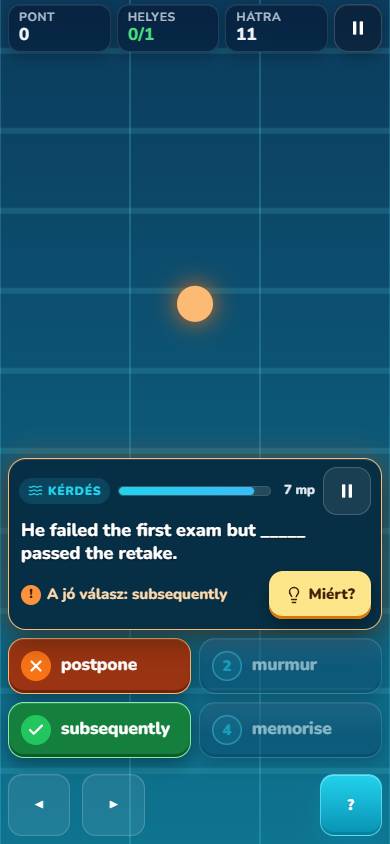 PONT
0
HELYES
0/1
HÁTRA
11
KÉRDÉS
7 mp
He failed the first exam but _____
passed the retake.
! A jó válasz: subsequently
Miért?
postpone
2 murmur
subsequently
4 memorise
?